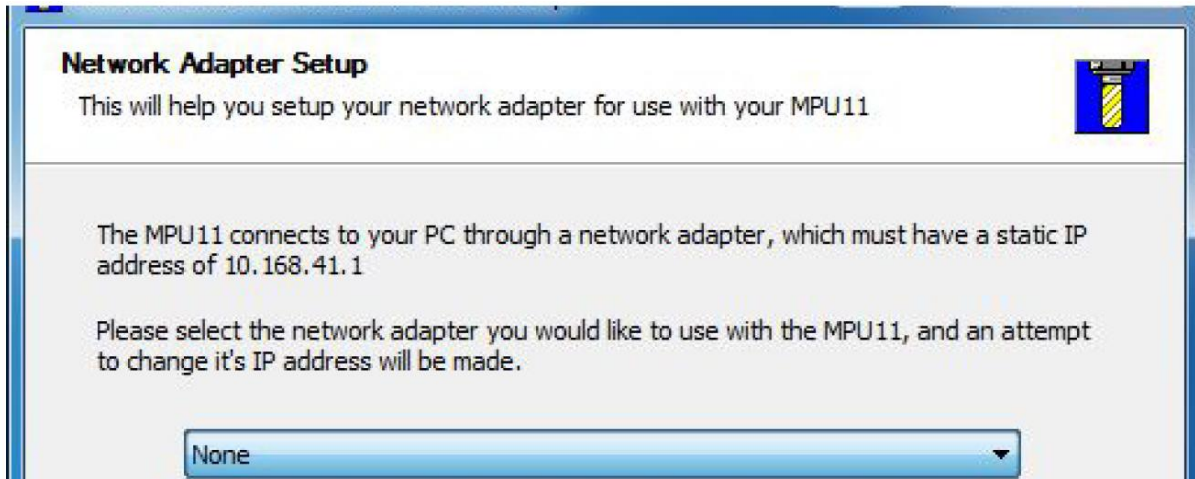 Network Adapter Setup
This will help you setup your network adapter for use with your MPU11
The MPU11 connects to your PC through a network adapter, which must have a static IP
address of 10.168.41.1
Please select the network adapter you would like to use with the MPU11, and an attempt
to change it's IP address will be made.
None